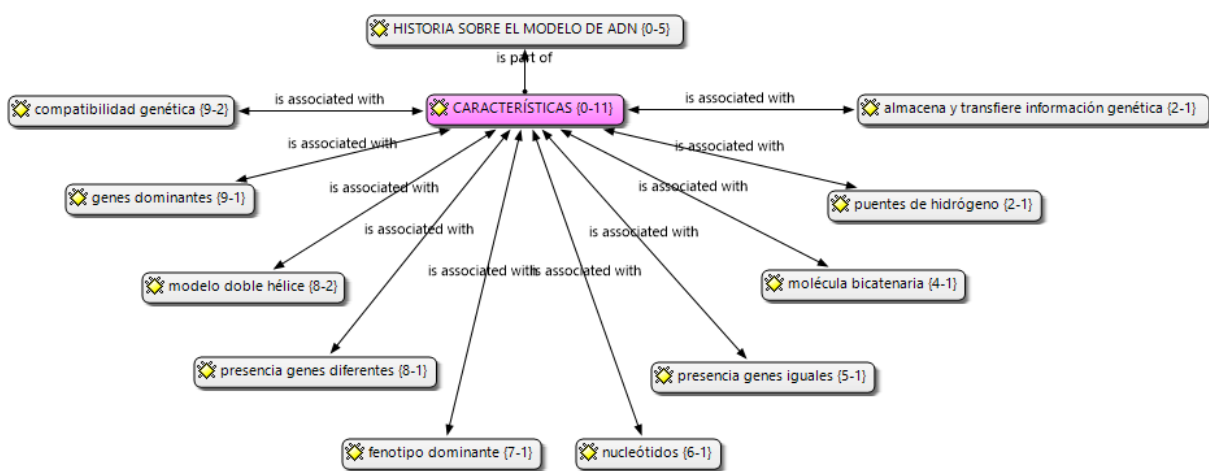 HISTORIA SOBRE EL MODELO DE ADN {0-5}
is part of
CARACTERÍSTICAS {0-11}
is associated with
compatibilidad genética {9-2}
is associated with
almacena y transfiere información genética {2-1}
is associated with
genes dominantes {9-1}
is associated with
puentes de hidrógeno {2-1}
is associated with
modelo doble hélice {8-2}
is associated with
molécula bicatenaria {4-1}
is associated with
presencia genes diferentes {8-1}
is associated with
presencia genes iguales {5-1}
is associated with
fenotipo dominante {7-1}
is associated with
nucleótidos {6-1}